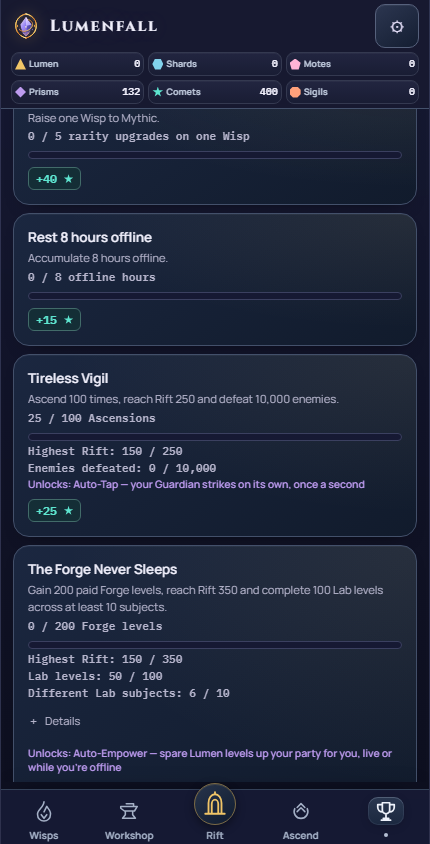 LUMENFALL
Lumen 0
Shards 0
Motes 0
Prisms 132
Comets 400
Sigils 0
Raise one Wisp to Mythic.
0 / 5 rarity upgrades on one Wisp
+40 ★
Rest 8 hours offline
Accumulate 8 hours offline.
0 / 8 offline hours
+15 ★
Tireless Vigil
Ascend 100 times, reach Rift 250 and defeat 10,000 enemies.
25 / 100 Ascensions
Highest Rift: 150 / 250
Enemies defeated: 0 / 10,000
Unlocks: Auto-Tap — your Guardian strikes on its own, once a second
+25 ★
The Forge Never Sleeps
Gain 200 paid Forge levels, reach Rift 350 and complete 100 Lab levels
across at least 10 subjects.
0 / 200 Forge levels
Highest Rift: 150 / 350
Lab levels: 50 / 100
Different Lab subjects: 6 / 10
+ Details
Unlocks: Auto-Empower — spare Lumen levels up your party for you, live or
while you're offline
Wisps
Workshop
Rift
Ascend